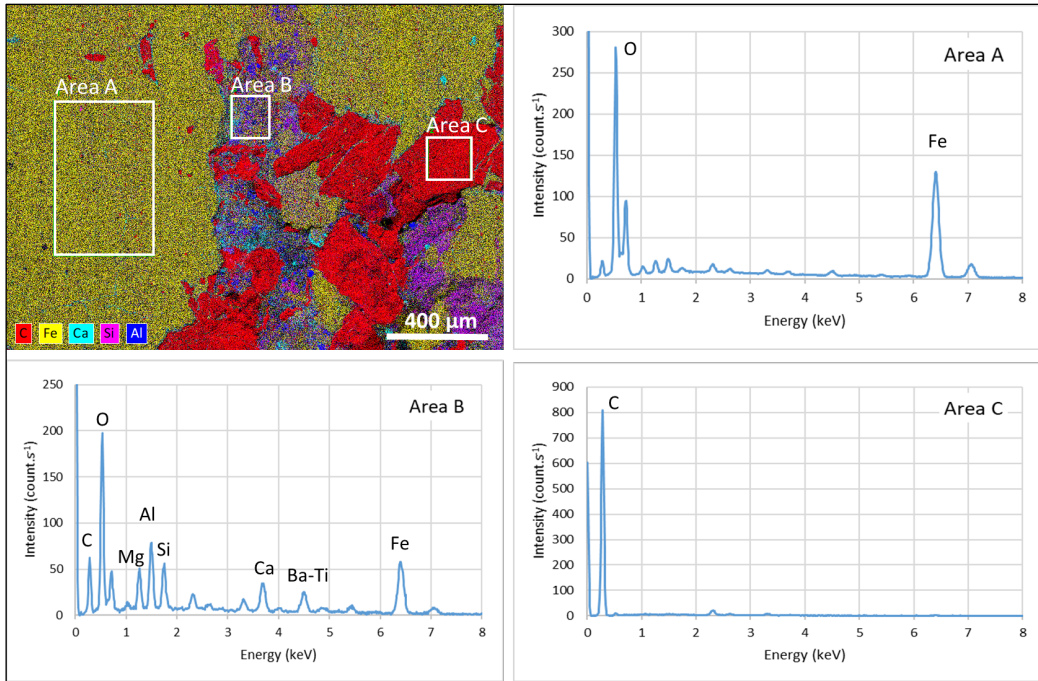 Area A
Area B
Area C
C Fe Ca Si Al
400 µm
Area A
O
Fe
300
250
200
150
100
50
0
0 1 2 3 4 5 6 7 8
Intensity (count.s-1)
Energy (keV)
Area B
O
C
Mg
Al
Si
Ca
Ba-Ti
Fe
250
200
150
100
50
0
0 1 2 3 4 5 6 7 8
Intensity (count.s-1)
Energy (keV)
Area C
C
900
800
700
600
500
400
300
200
100
0
0 1 2 3 4 5 6 7 8
Intensity (count.s-1)
Energy (keV)